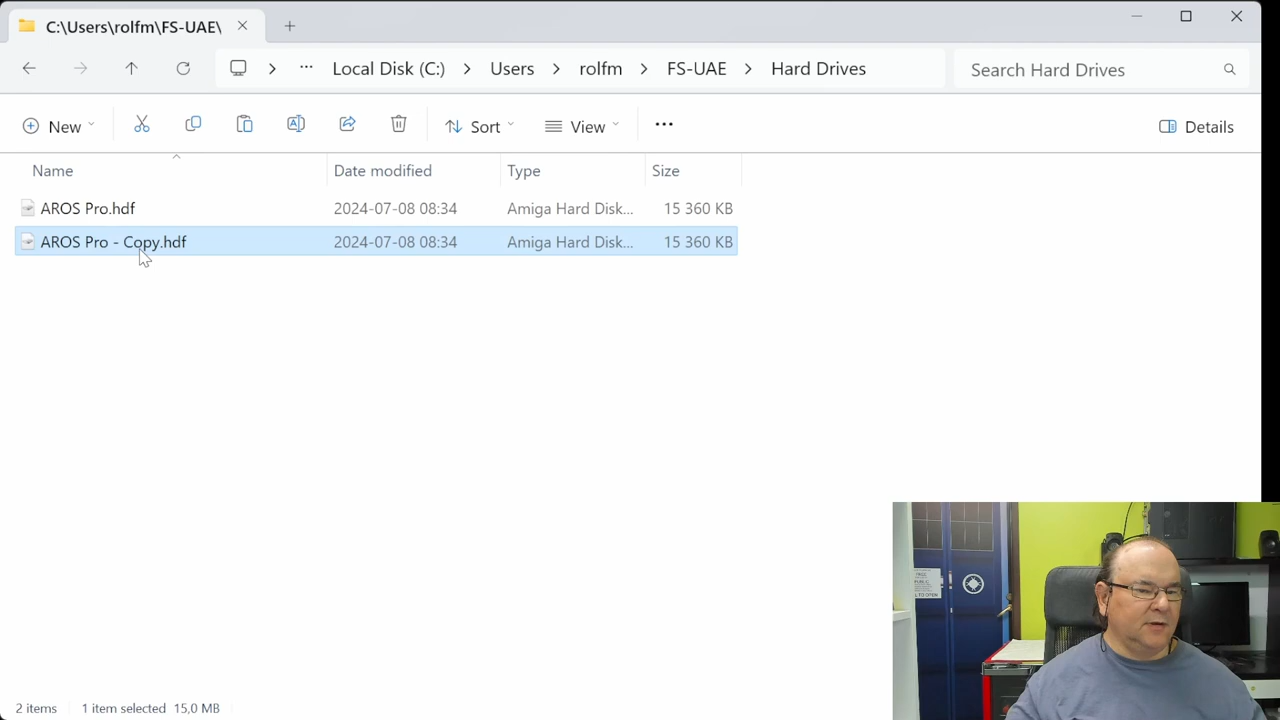 C:\Users\rolfm\FS-UAE\
Local Disk (C:) Users rolfm FS-UAE Hard Drives
Search Hard Drives
New
Sort
View
Details
Name Date modified Type Size
AROS Pro.hdf 2024-07-08 08:34 Amiga Hard Disk... 15 360 KB
AROS Pro - Copy.hdf 2024-07-08 08:34 Amiga Hard Disk... 15 360 KB
2 items 1 item selected 15,0 MB